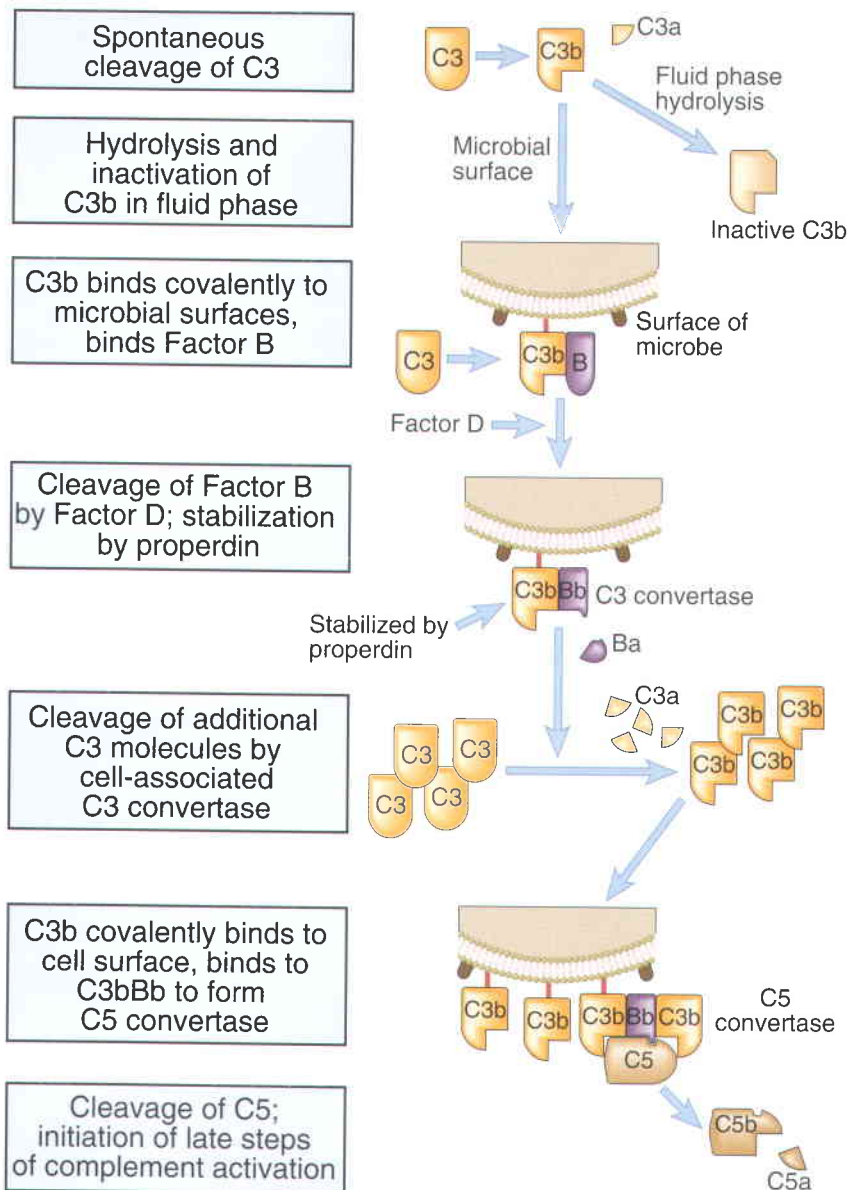 Spontaneous
cleavage of C3
C3
C3b
C3a
Fluid phase
hydrolysis
Hydrolysis and
inactivation of
C3b in fluid phase
Microbial
surface
Inactive C3b
C3b binds covalently to
microbial surfaces,
binds Factor B
Surface of
microbe
C3
C3b
B
Factor D
Cleavage of Factor B
by Factor D; stabilization
by properdin
C3b
Bb
C3 convertase
Stabilized by
properdin
Ba
Cleavage of additional
C3 molecules by
cell-associated
C3 convertase
C3
C3
C3
C3
C3a
C3b
C3b
C3b
C3b
C3b covalently binds to
cell surface, binds to
C3bBb to form
C5 convertase
C3b
C3b
C3b
Bb
C3b
C5
C5
convertase
Cleavage of C5;
initiation of late steps
of complement activation
C5b
C5a